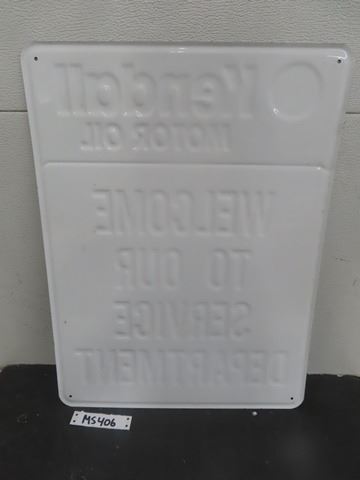 Kendall
MOTOR OIL
WELCOME
TO OUR
SERVICE
DEPARTMENT
MS406